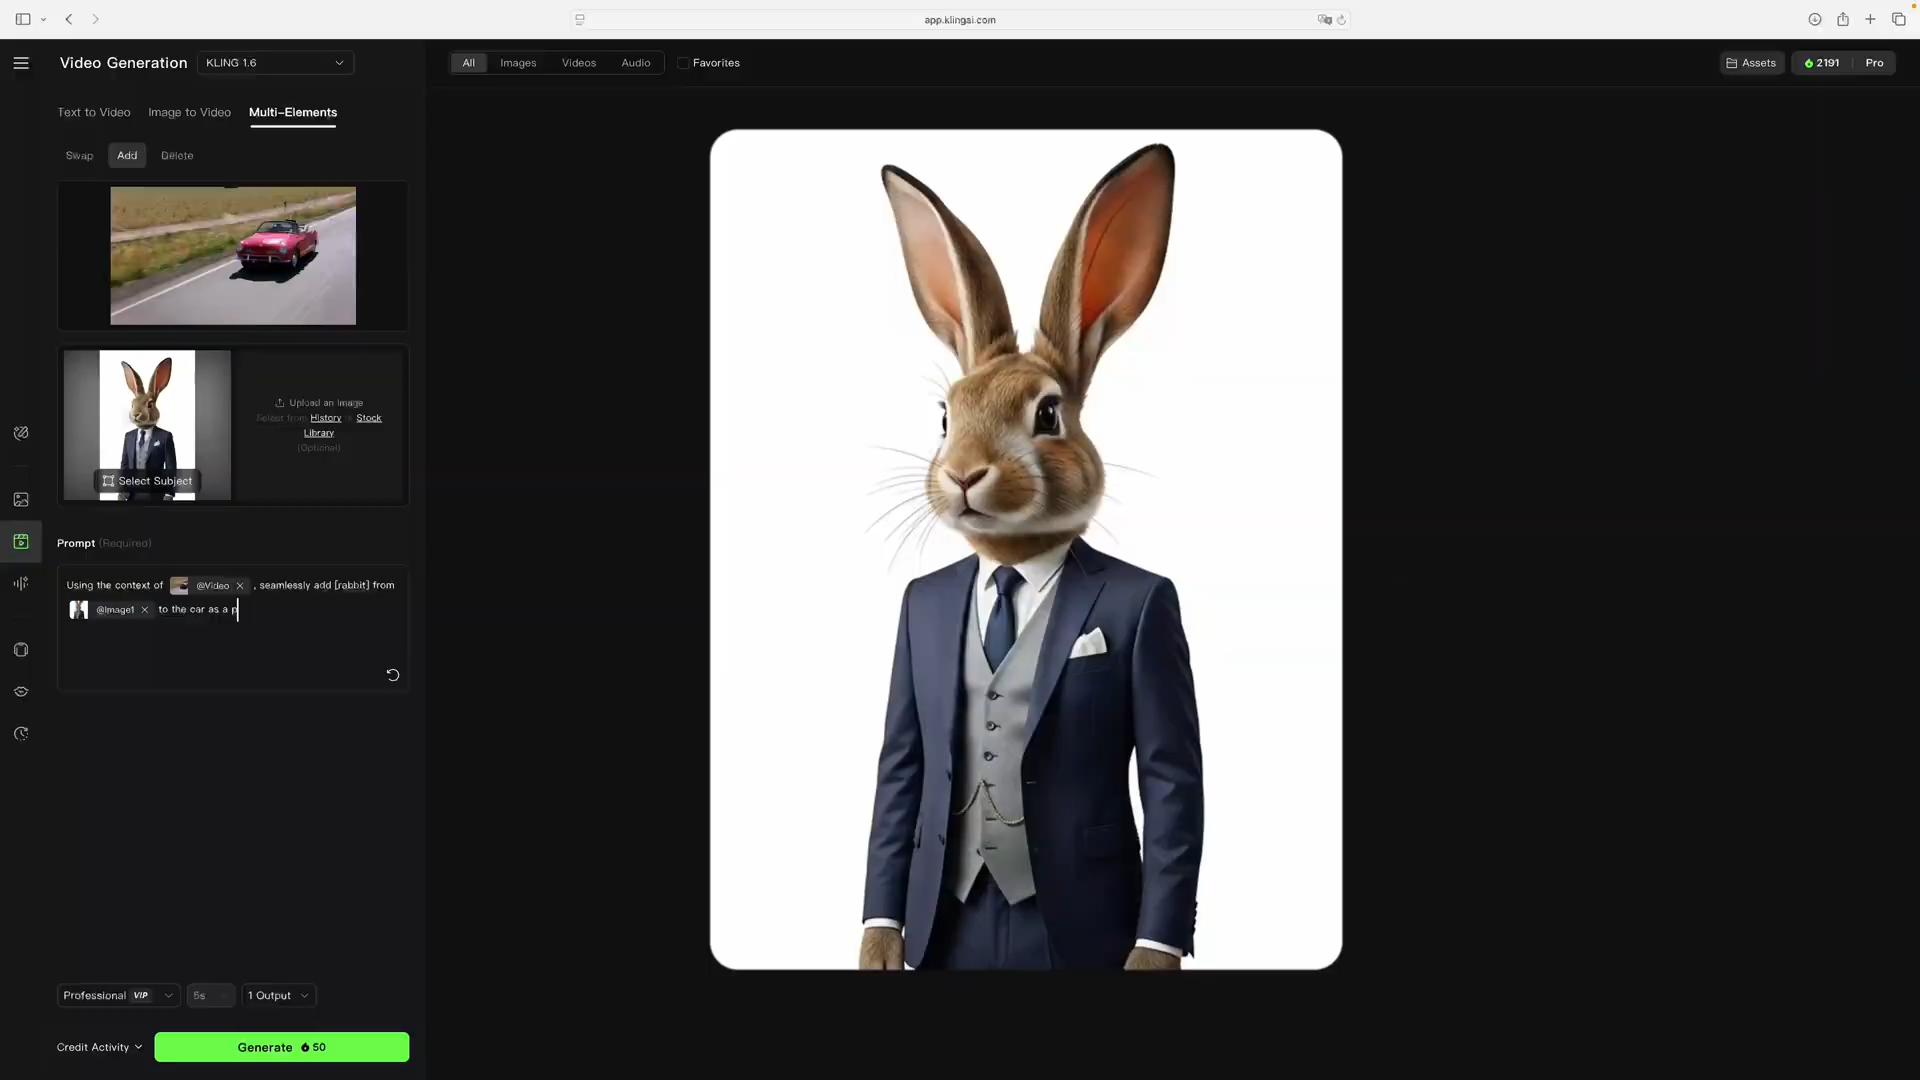 app.klingai.com
Video Generation
KLING 1.6
All
Images
Videos
Audio
Favorites
Assets
2191
Pro
Text to Video
Image to Video
Multi-Elements
Swap
Add
Delete
Upload an Image
Select from History or Stock
Library
(Optional)
Select Subject
Prompt (Required)
Using the context of @Video , seamlessly add [rabbit] from
@Image1 to the car as a p
Professional VIP
5s
1 Output
Credit Activity
Generate 50